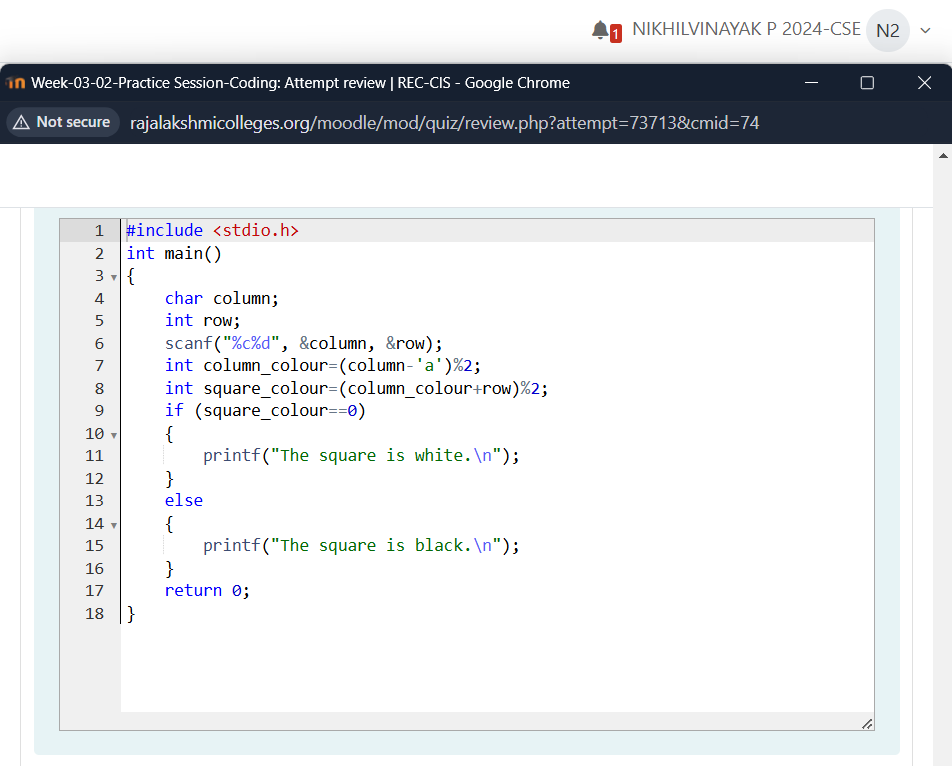 1 NIKHILVINAYAK P 2024-CSE N2
Week-03-02-Practice Session-Coding: Attempt review | REC-CIS - Google Chrome
Not secure rajalakshmicolleges.org/moodle/mod/quiz/review.php?attempt=73713&cmid=74
1 #include <stdio.h>
2 int main()
3 {
4     char column;
5     int row;
6     scanf("%c%d", &column, &row);
7     int column_colour=(column-'a')%2;
8     int square_colour=(column_colour+row)%2;
9     if (square_colour==0)
10     {
11         printf("The square is white.\n");
12     }
13     else
14     {
15         printf("The square is black.\n");
16     }
17     return 0;
18 }